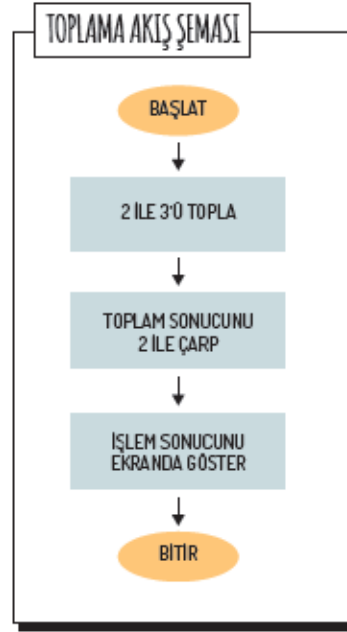 TOPLAMA AKIŞ ŞEMASI
BAŞLAT
2 İLE 3'Ü TOPLA
TOPLAM SONUCUNU
2 İLE ÇARP
İŞLEM SONUCUNU
EKRANDA GÖSTER
BİTİR